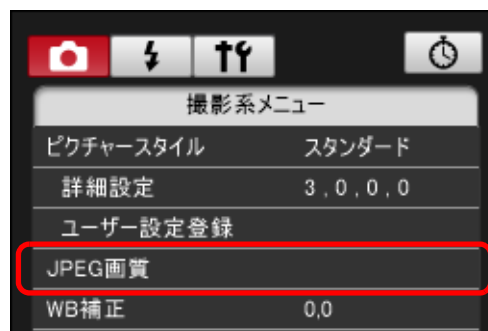 撮影系メニュー
ピクチャースタイル スタンダード
詳細設定 3,0,0,0
ユーザー設定登録
JPEG画質
WB補正 0,0